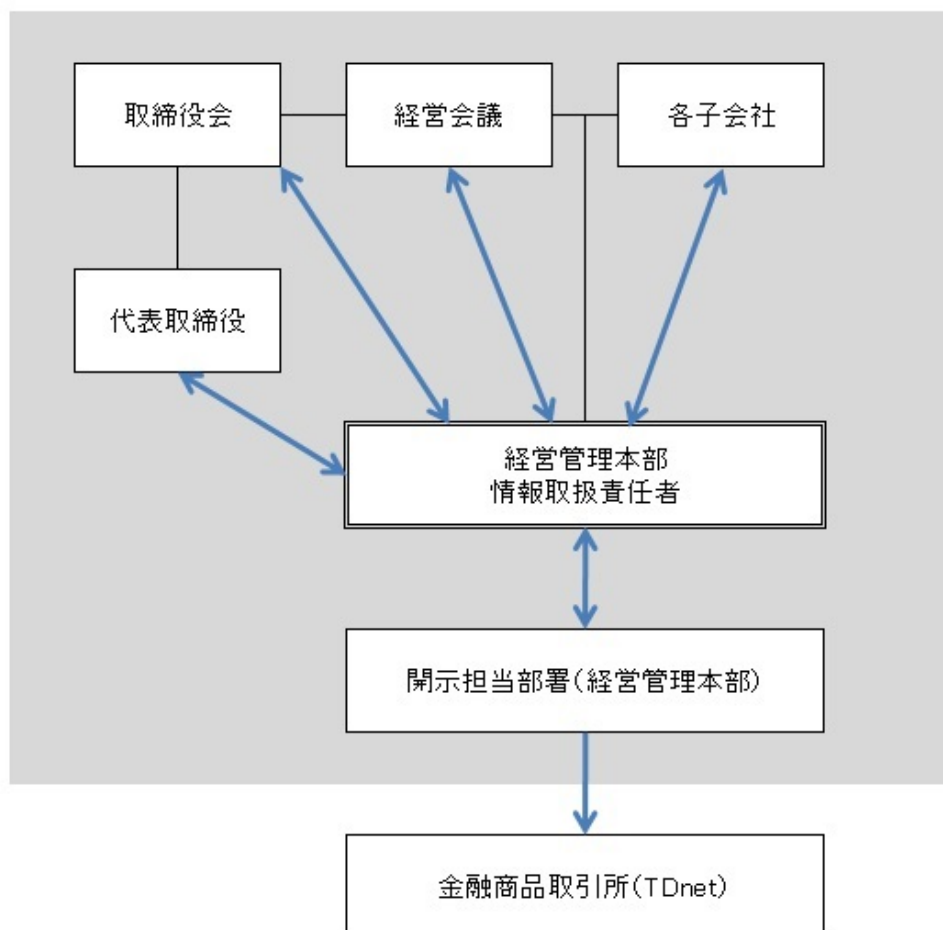 取締役会
経営会議
各子会社
代表取締役
経営管理本部
情報取扱責任者
開示担当部署(経営管理本部)
金融商品取引所(TDnet)